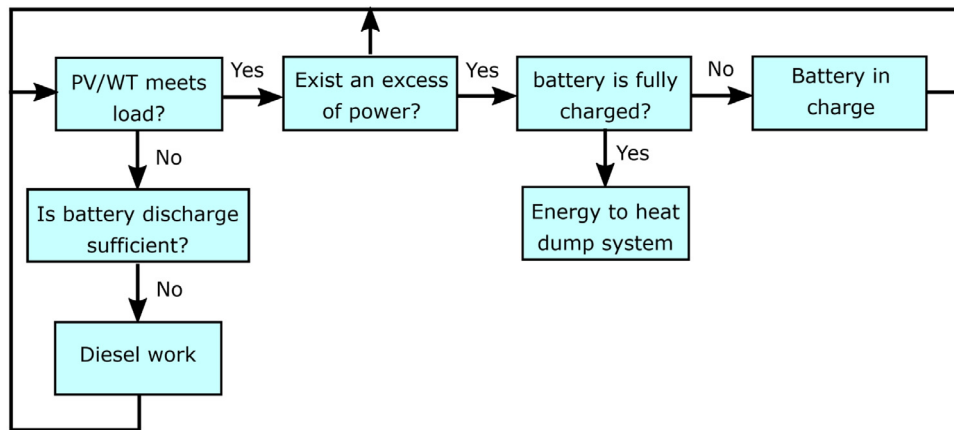 PV/WT meets
load?
Yes
Exist an excess
of power?
Yes
battery is fully
charged?
No
Battery in
charge
No
Yes
Is battery discharge
sufficient?
Energy to heat
dump system
No
Diesel work